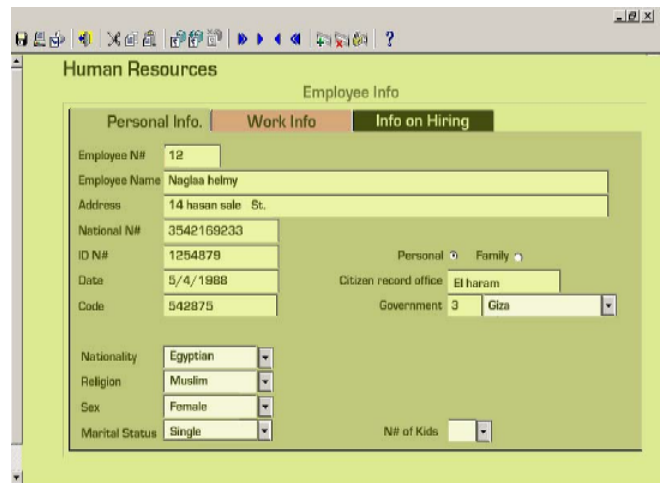 Human Resources
Employee Info
Personal Info. Work Info Info on Hiring
Employee N# 12
Employee Name Naglaa helmy
Address 14 hasan sale St.
National N# 3542169233
ID N# 1254879 Personal Family
Date 5/4/1988 Citizen record office El haram
Code 542875 Government 3 Giza
Nationality Egyptian
Religion Muslim
Sex Female
Marital Status Single N# of Kids